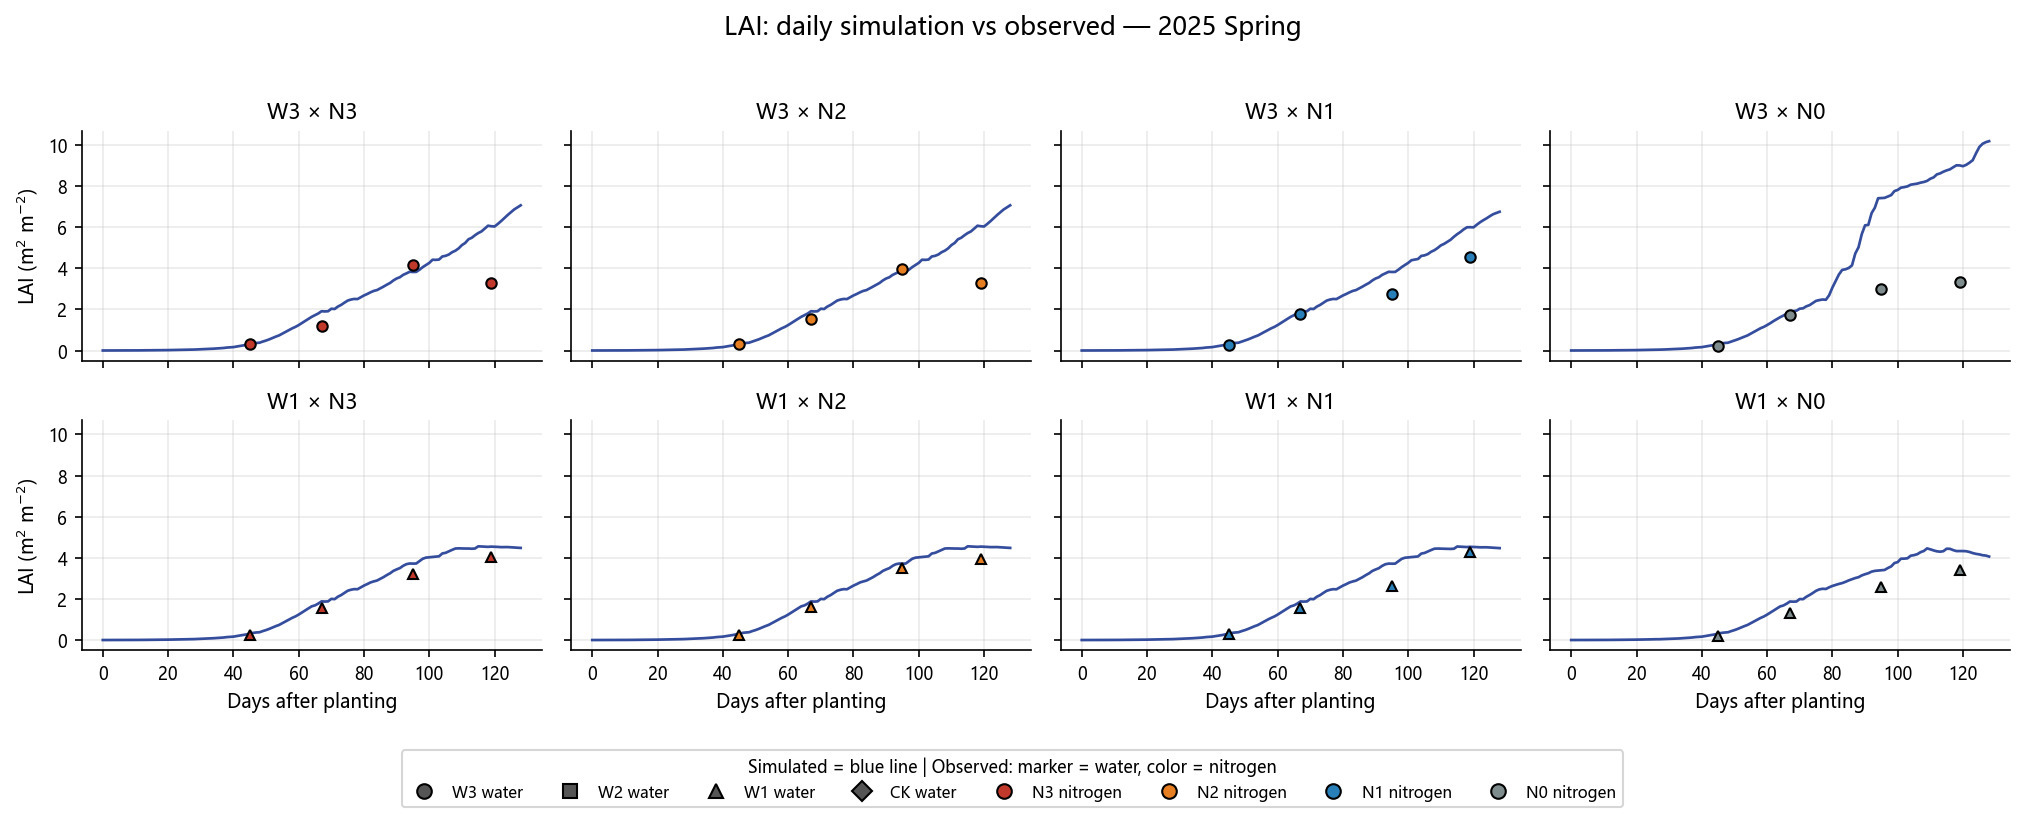 LAI: daily simulation vs observed — 2025 Spring
W3 × N3
W3 × N2
W3 × N1
W3 × N0
LAI (m² m⁻²)
10
8
6
4
2
0
W1 × N3
W1 × N2
W1 × N1
W1 × N0
LAI (m² m⁻²)
10
8
6
4
2
0
0 20 40 60 80 100 120
0 20 40 60 80 100 120
0 20 40 60 80 100 120
0 20 40 60 80 100 120
Days after planting
Days after planting
Days after planting
Days after planting
Simulated = blue line | Observed: marker = water, color = nitrogen
W3 water W2 water W1 water CK water N3 nitrogen N2 nitrogen N1 nitrogen N0 nitrogen